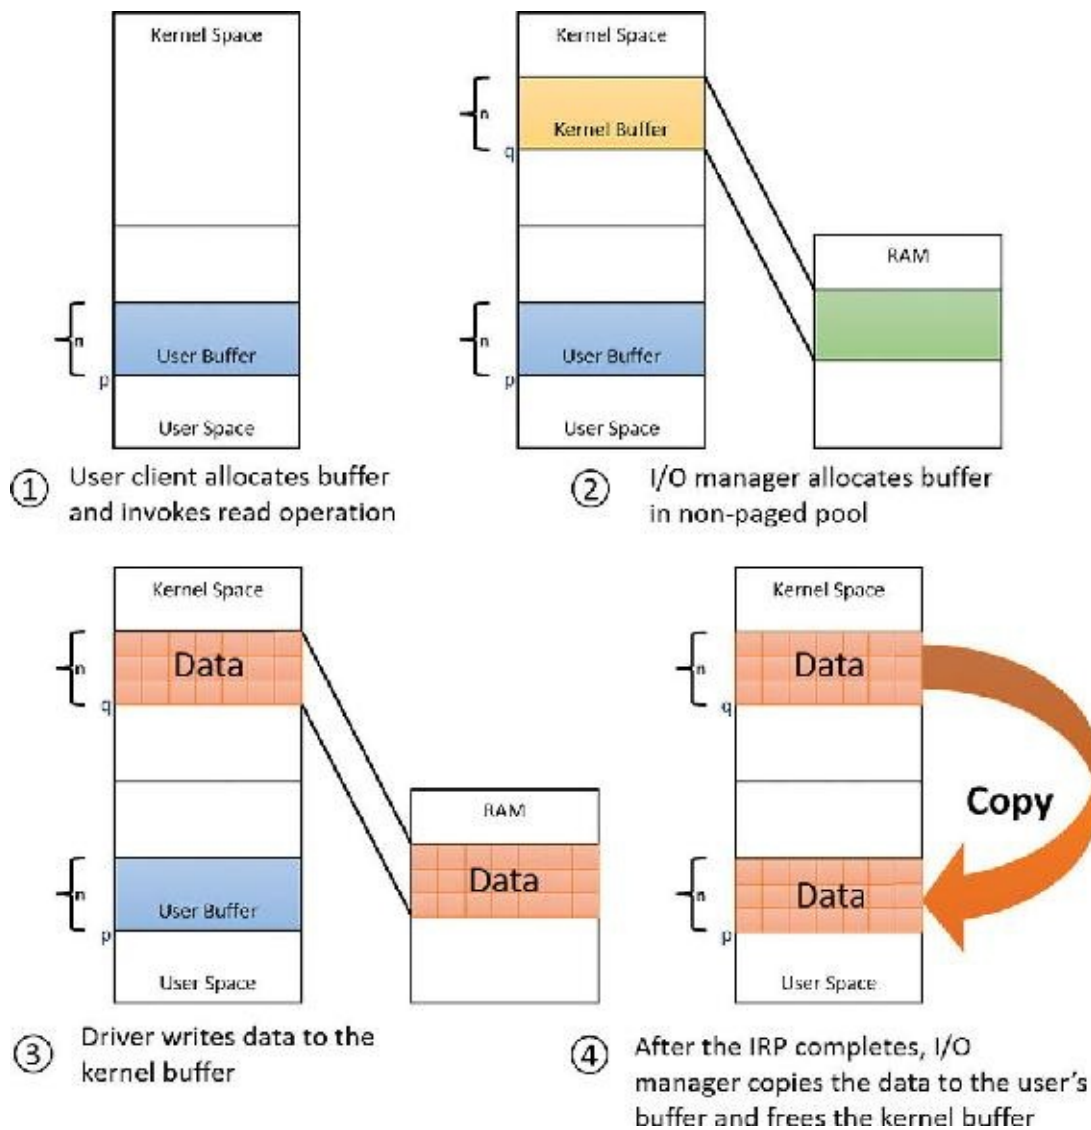 Kernel Space
n
User Buffer
p
User Space
① User client allocates buffer
and invokes read operation
Kernel Space
n
Kernel Buffer
q
RAM
n
User Buffer
p
User Space
② I/O manager allocates buffer
in non-paged pool
Kernel Space
n
Data
q
RAM
Data
n
User Buffer
p
User Space
③ Driver writes data to the
kernel buffer
Kernel Space
n
Data
q
Copy
n
Data
p
User Space
④ After the IRP completes, I/O
manager copies the data to the user's
buffer and frees the kernel buffer